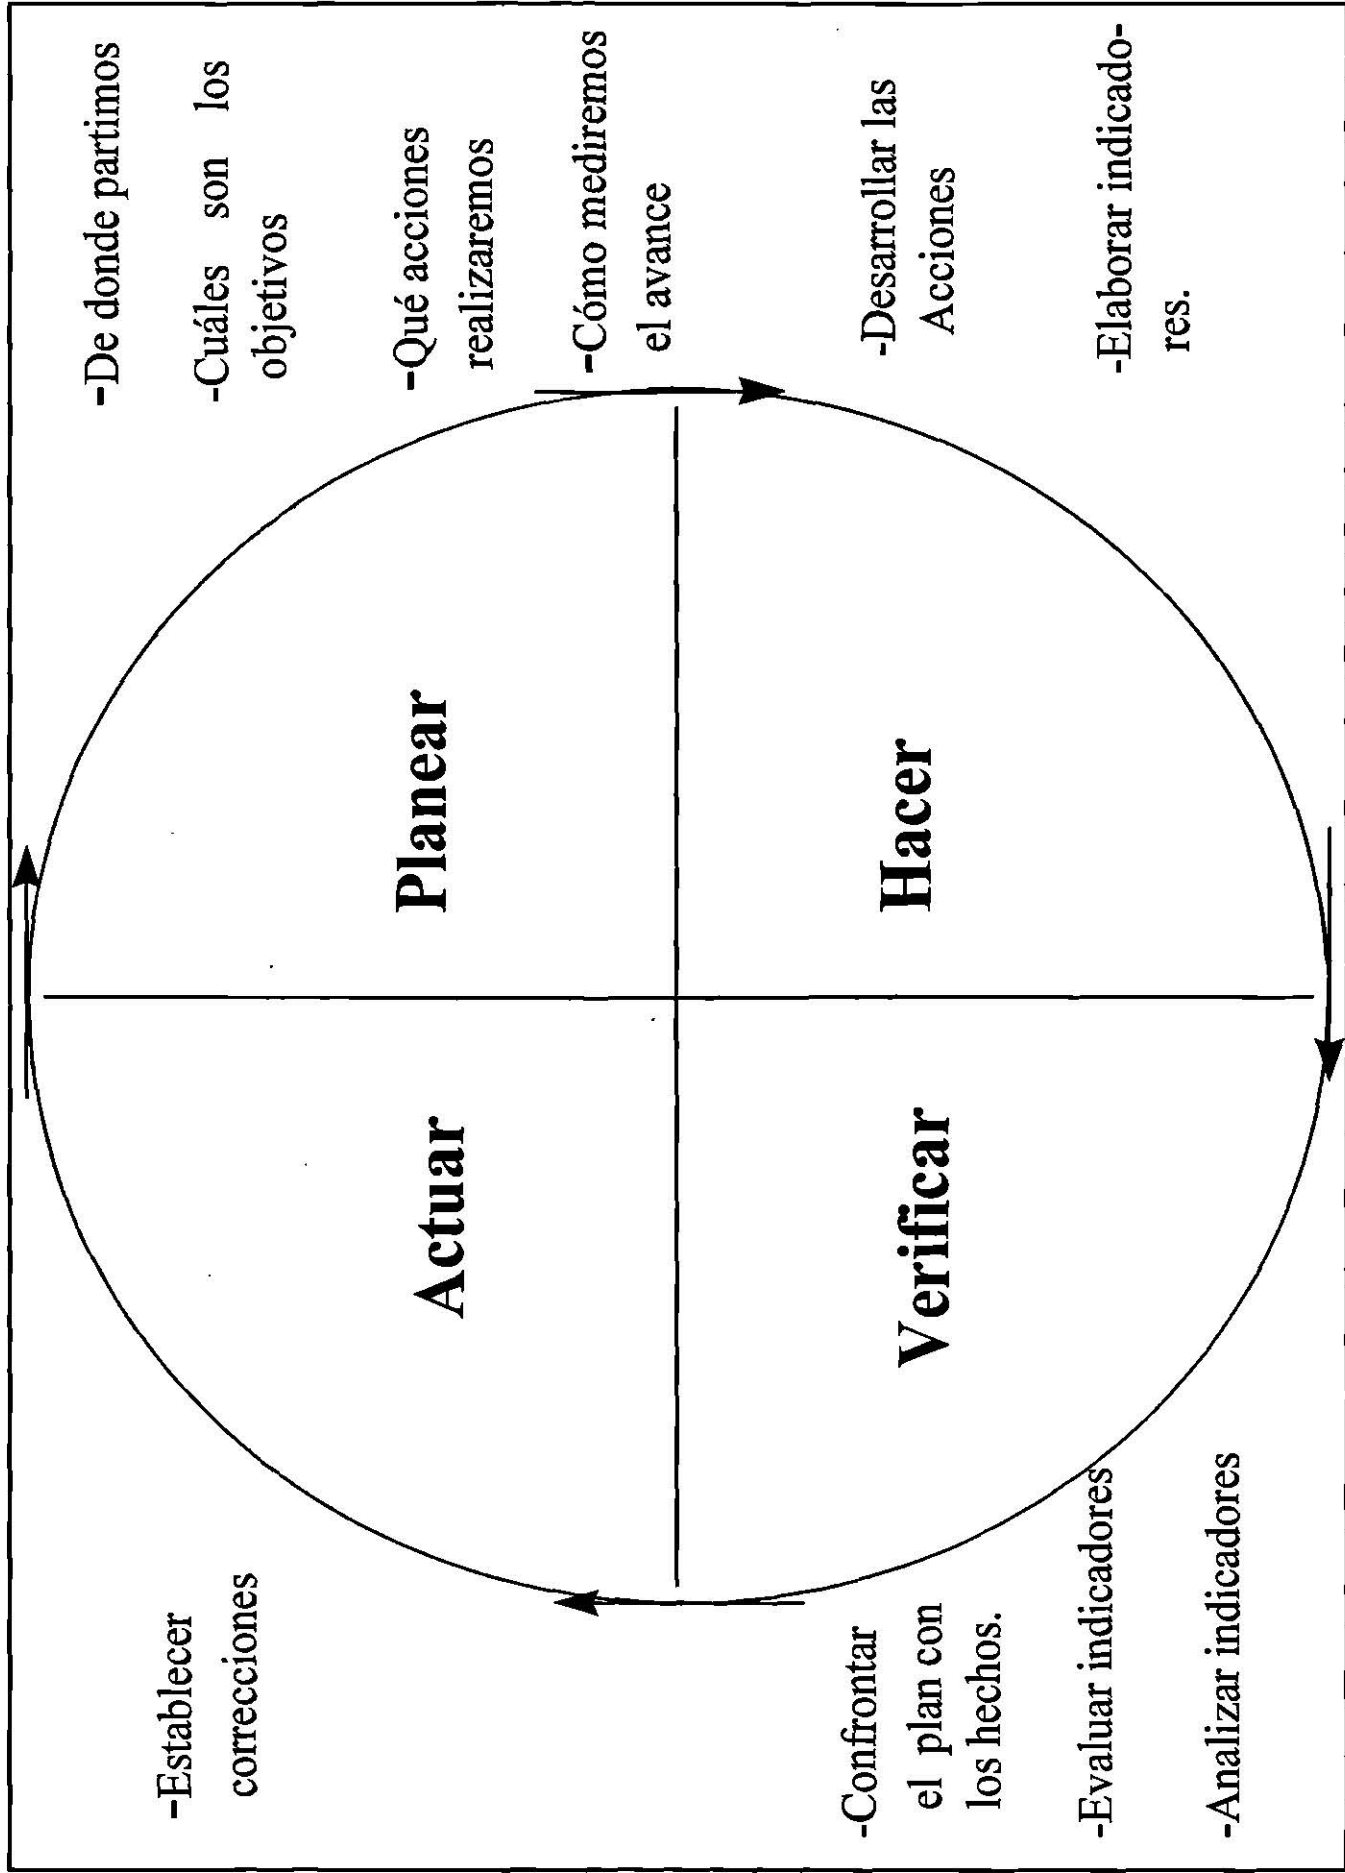 -Establecer
correcciones
Actuar
Planear
-De donde partimos
-Cuáles son los
objetivos
-Qué acciones
realizaremos
-Cómo mediremos
el avance
-Confrontar
el plan con
los hechos.
-Evaluar indicadores
-Analizar indicadores
Verificar
Hacer
-Desarrollar las
Acciones
-Elaborar indicado-
res.